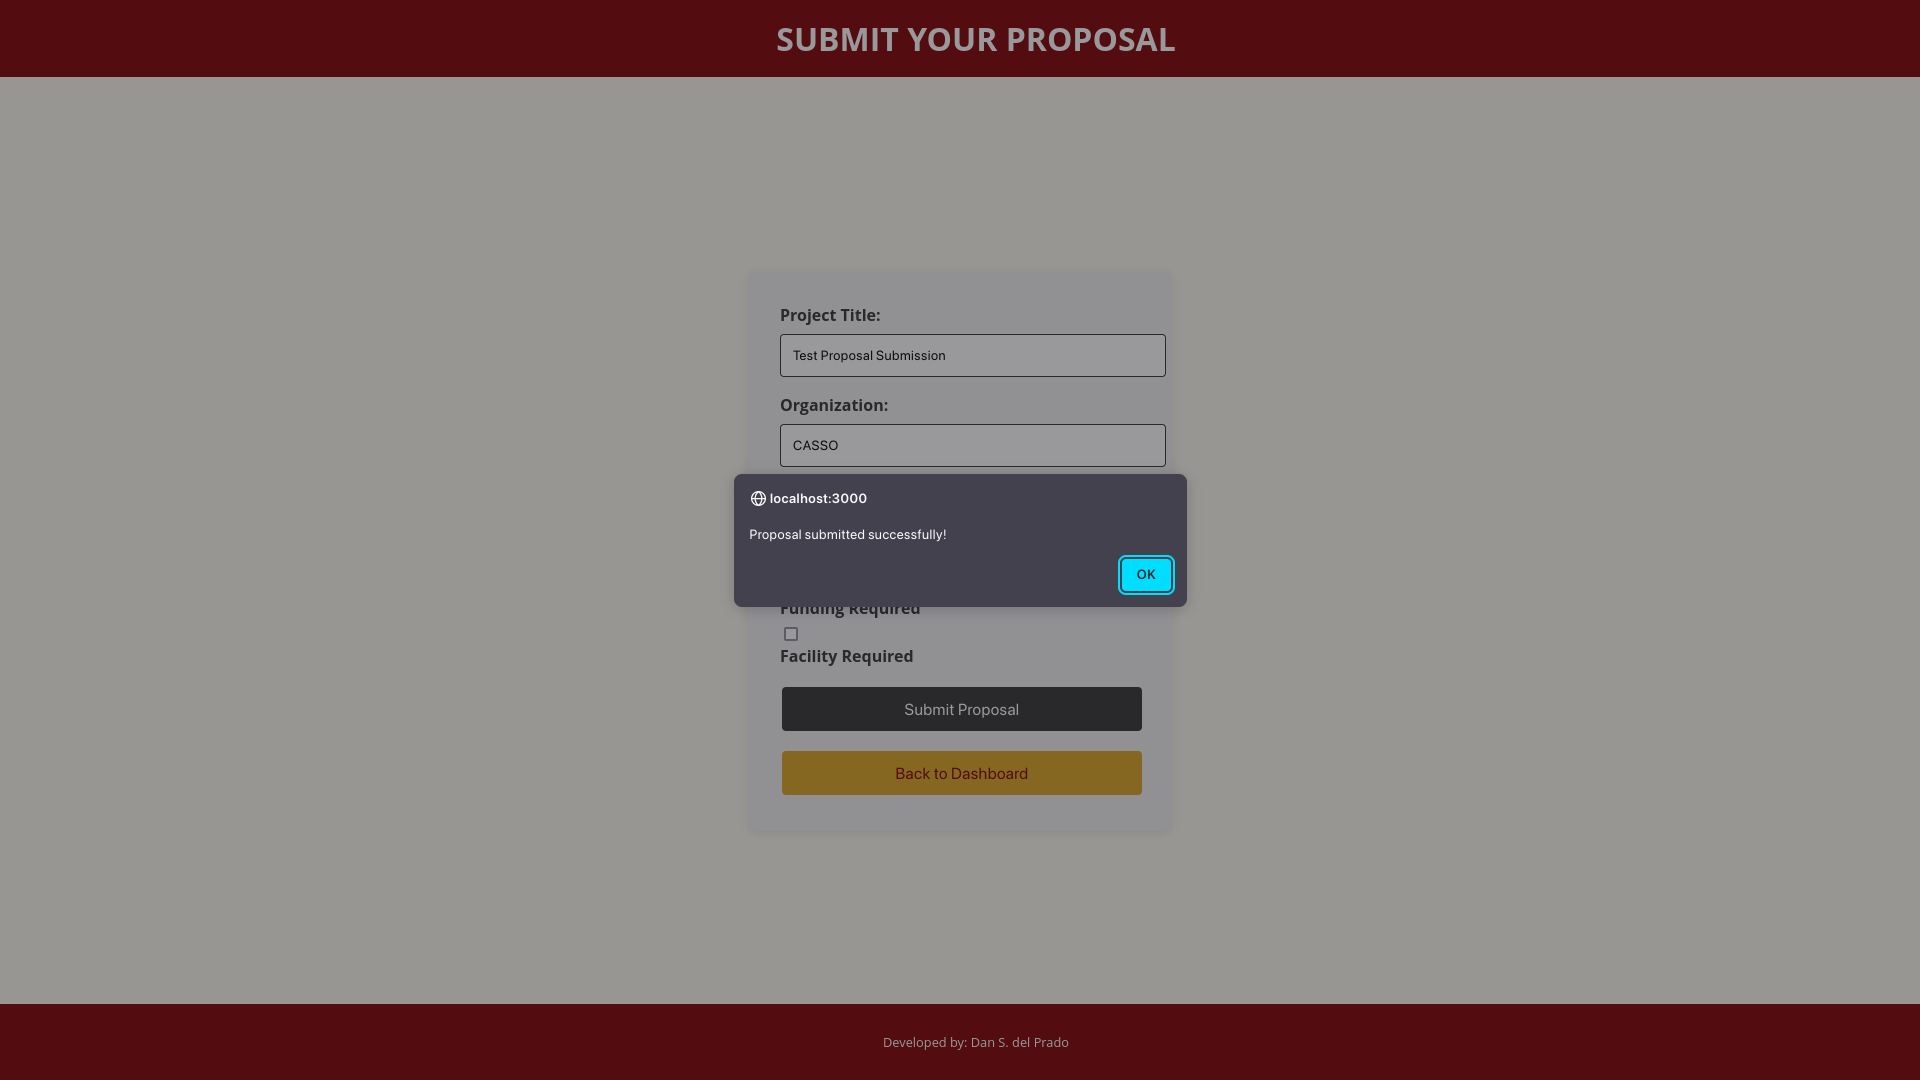 SUBMIT YOUR PROPOSAL
Project Title:
Test Proposal Submission
Organization:
CASSO
localhost:3000
Proposal submitted successfully!
OK
Funding Required
Facility Required
Submit Proposal
Back to Dashboard
Developed by: Dan S. del Prado